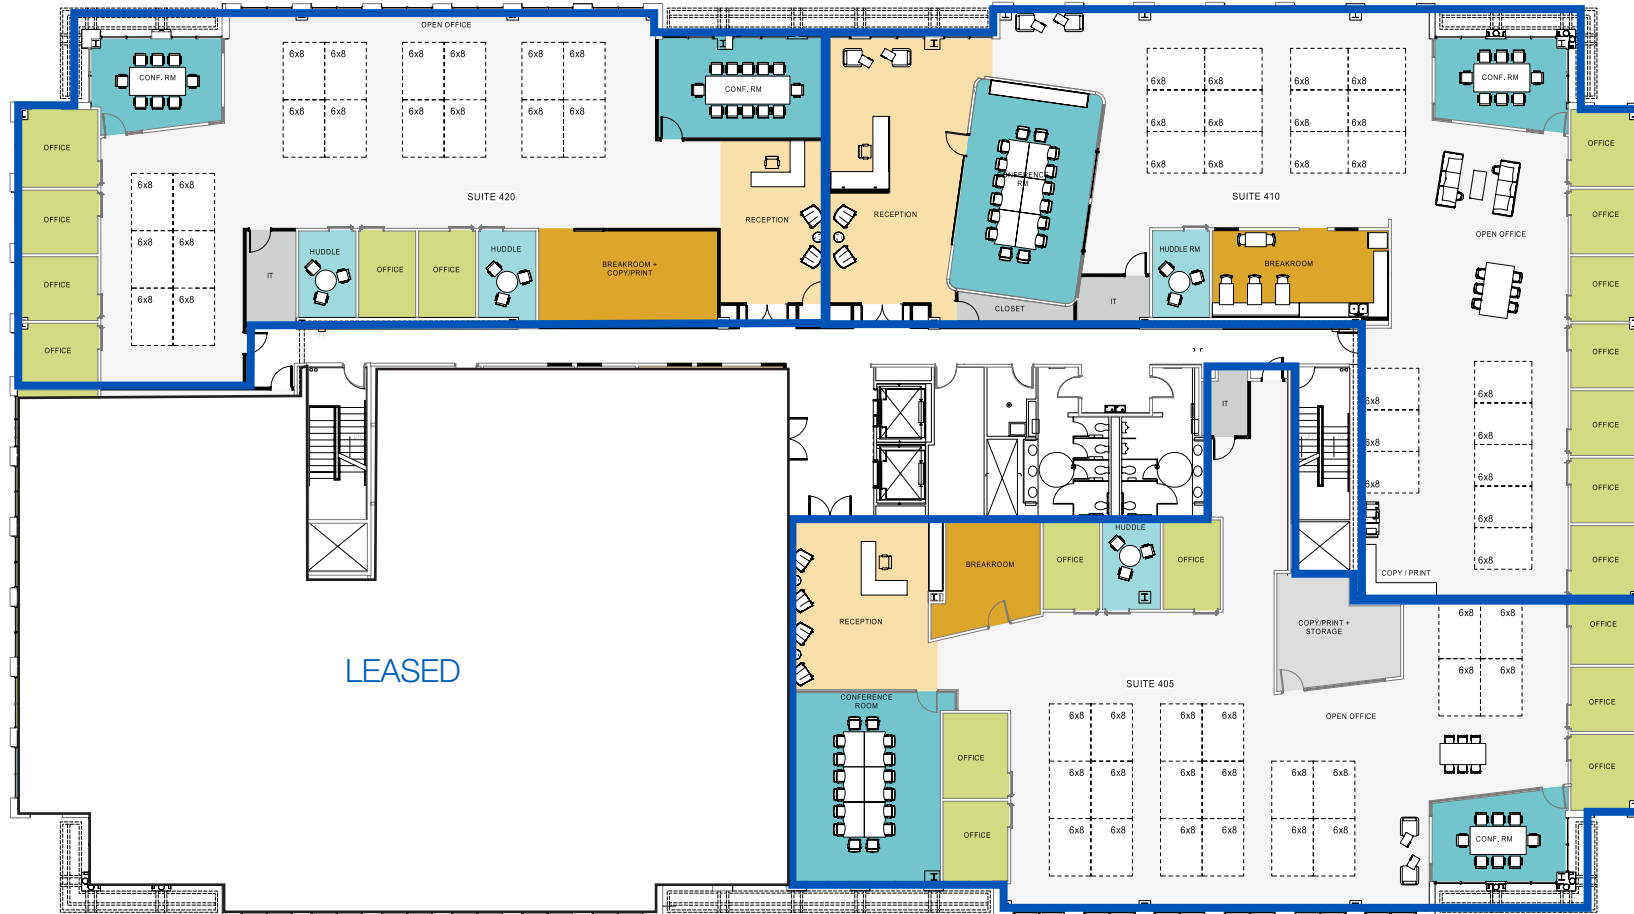 OPEN OFFICE
6x8 6x8 6x8 6x8 6x8 6x8
CONF. RM
CONF. RM
6x8 6x8 6x8 6x8 6x8 6x8
OFFICE
6x8 6x8
SUITE 420
OFFICE
RECEPTION
6x8 6x8
HUDDLE
HUDDLE
IT
OFFICE
OFFICE
BREAKROOM +
COPY/PRINT
OFFICE
6x8 6x8
OFFICE
CONF. RM
6x8 6x8 6x8 6x8
6x8 6x8 6x8 6x8
6x8 6x8 6x8 6x8
OFFICE
CONFERENCE
RM
SUITE 410
RECEPTION
OFFICE
OPEN OFFICE
HUDDLE RM
BREAKROOM
OFFICE
CLOSET
IT
OFFICE
6x8
6x8
6x8
6x8
6x8
6x8
6x8
6x8
IT
OFFICE
OFFICE
OFFICE
COPY / PRINT
HUDDLE
BREAKROOM
OFFICE
OFFICE
RECEPTION
COPY/PRINT +
STORAGE
6x8 6x8
OFFICE
6x8 6x8
LEASED
SUITE 405
CONFERENCE
ROOM
OFFICE
OPEN OFFICE
6x8 6x8 6x8 6x8
OFFICE
OFFICE
6x8 6x8 6x8 6x8 6x8 6x8
OFFICE
6x8 6x8 6x8 6x8 6x8 6x8
CONF. RM